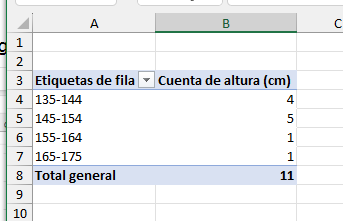 A B C
1
2
3 Etiquetas de fila Cuenta de altura (cm)
4 135-144 4
5 145-154 5
6 155-164 1
7 165-175 1
8 Total general 11
9
10